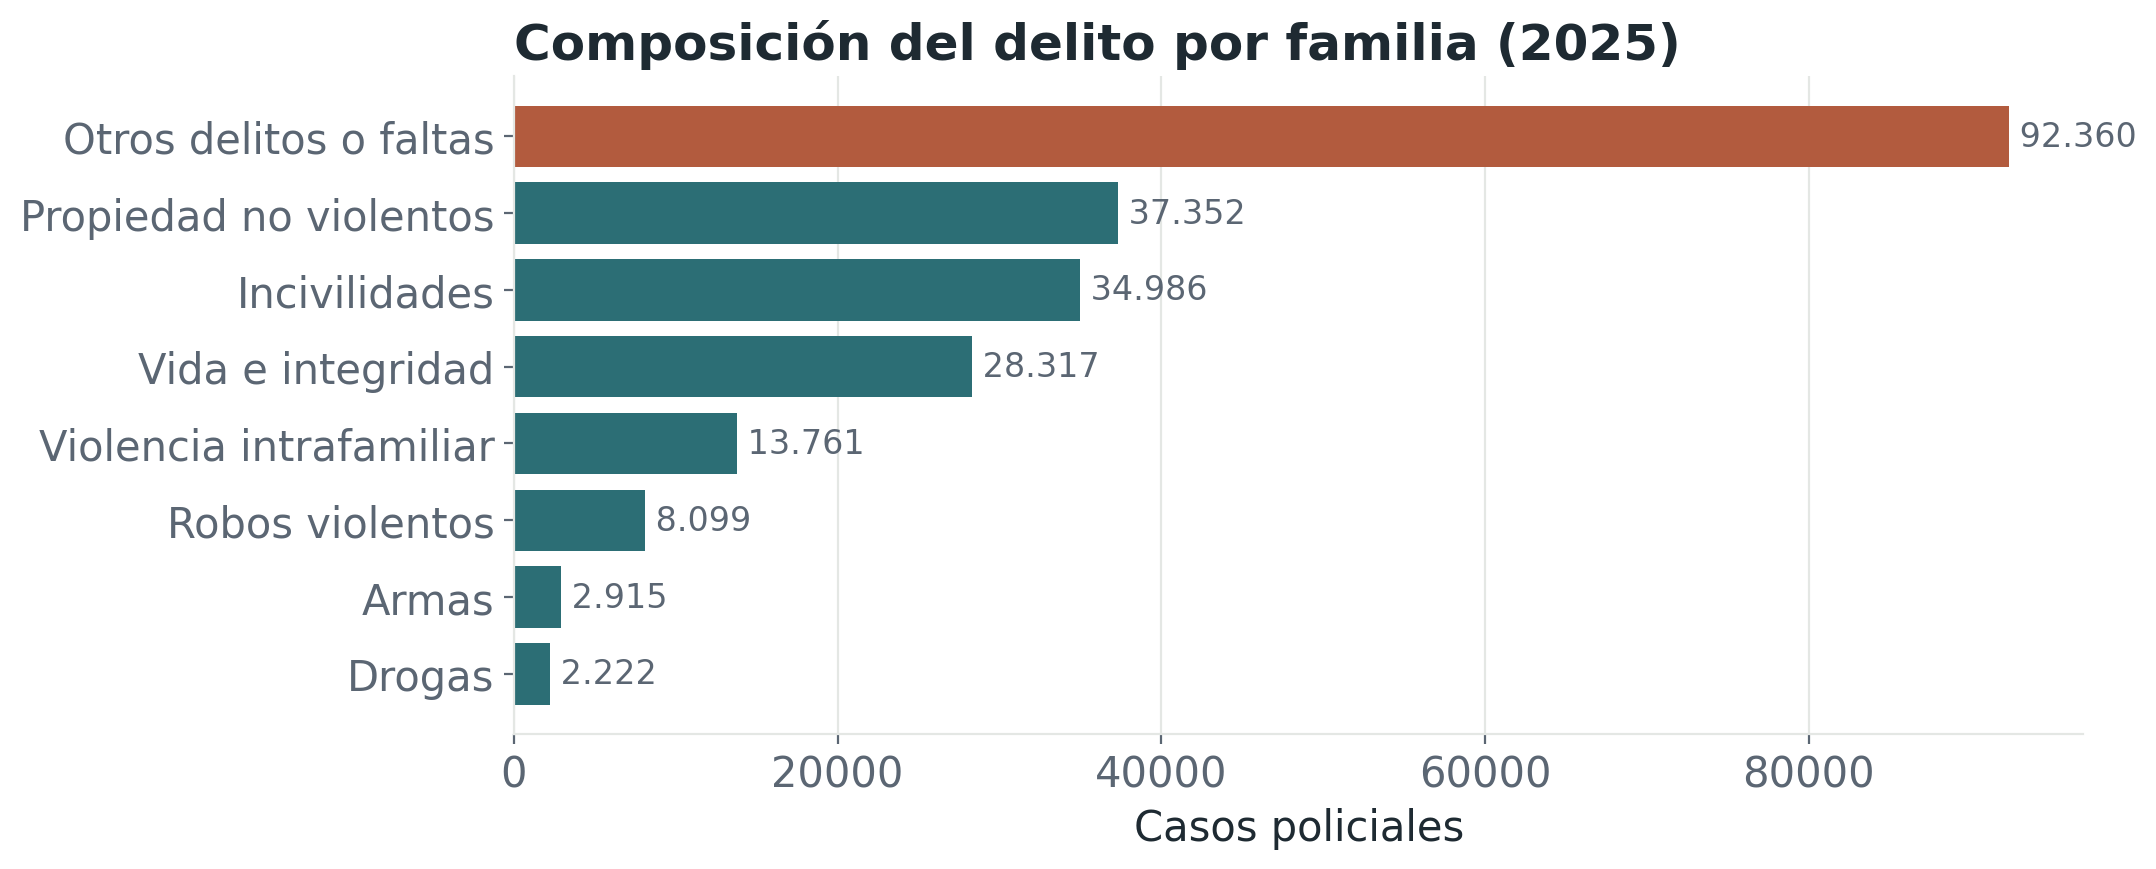 Composición del delito por familia (2025)
Otros delitos o faltas 92.360
Propiedad no violentos 37.352
Incivilidades 34.986
Vida e integridad 28.317
Violencia intrafamiliar 13.761
Robos violentos 8.099
Armas 2.915
Drogas 2.222
0 20000 40000 60000 80000
Casos policiales